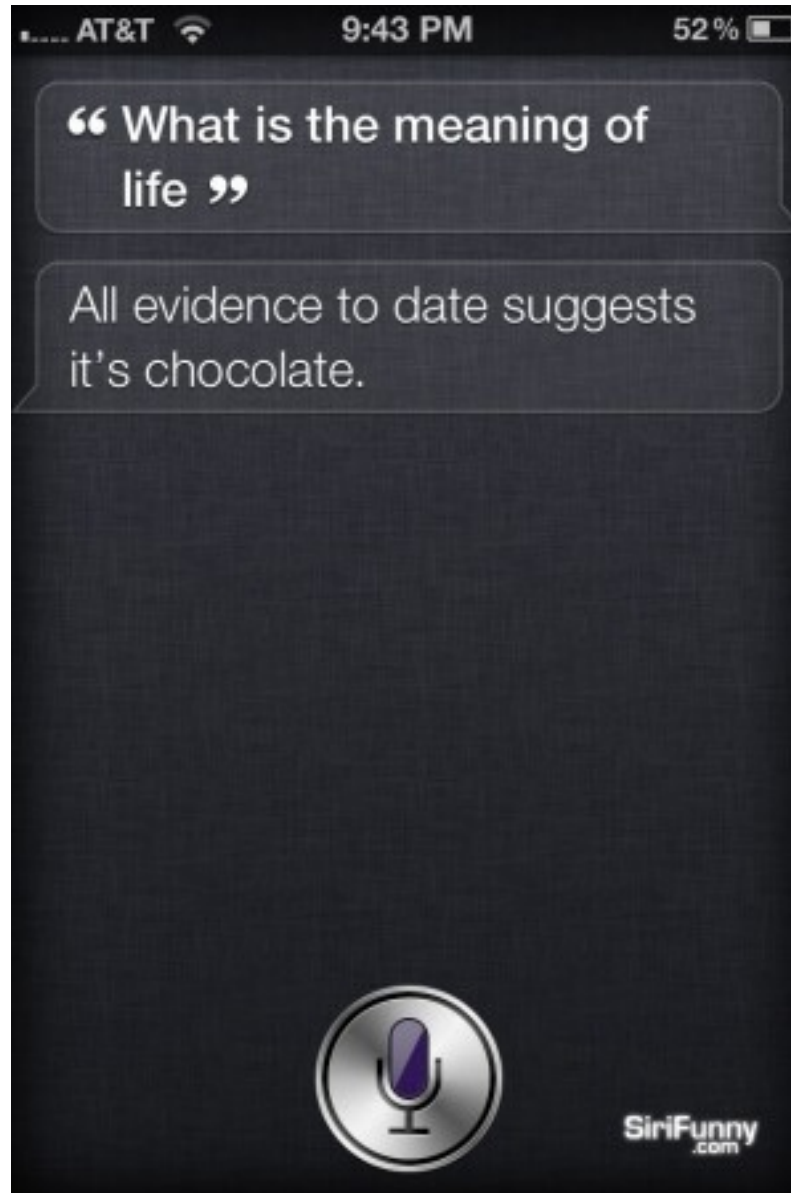 AT&T 9:43 PM 52%
“ What is the meaning of
life ”
All evidence to date suggests
it's chocolate.
SiriFunny
.com